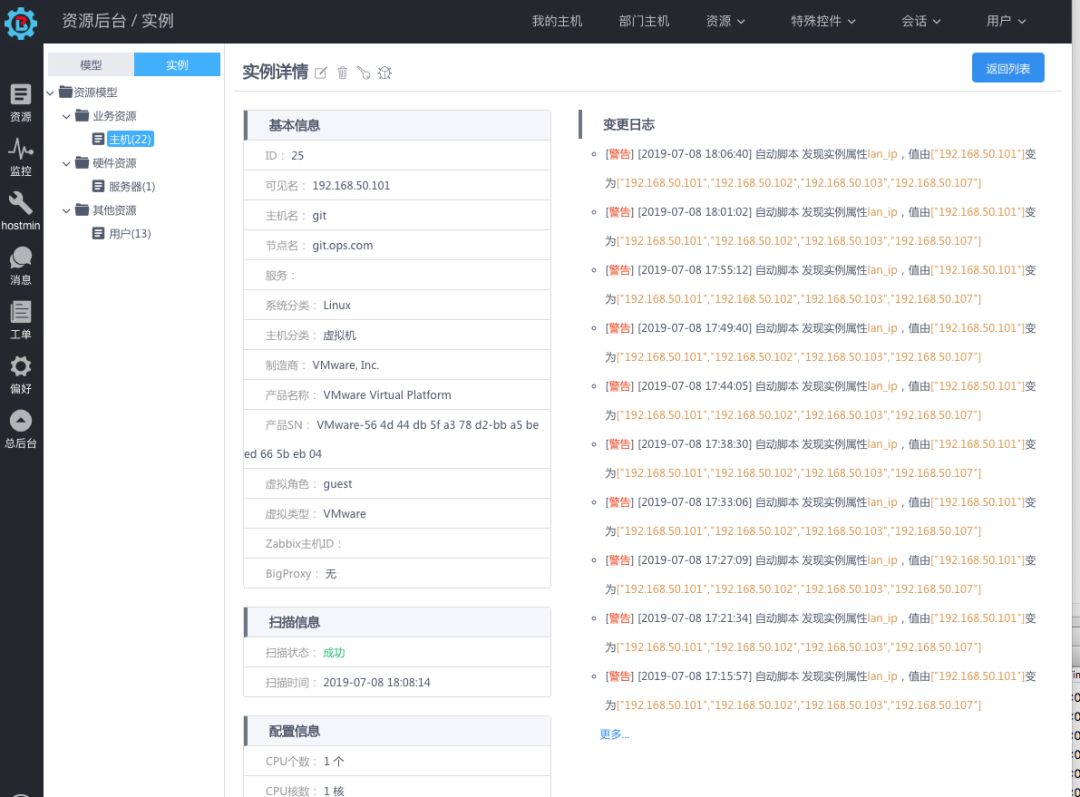 资源后台 / 实例
我的主机 部门主机 资源 特殊控件 会话 用户
资源
监控
hostmin
消息
工单
偏好
总后台
模型 实例
资源模型
业务资源
主机(22)
硬件资源
服务器(1)
其他资源
用户(13)
实例详情
返回列表
基本信息
ID： 25
可见名： 192.168.50.101
主机名： git
节点名： git.ops.com
服务：
系统分类： Linux
主机分类： 虚拟机
制造商： VMware, Inc.
产品名称： VMware Virtual Platform
产品SN： VMware-56 4d 44 db 5f a3 78 d2-bb a5 be
ed 66 5b eb 04
虚拟角色： guest
虚拟类型： VMware
Zabbix主机ID：
BigProxy： 无
扫描信息
扫描状态： 成功
扫描时间： 2019-07-08 18:08:14
配置信息
CPU个数： 1 个
CPU核数： 1 核
变更日志
[警告] [2019-07-08 18:06:40] 自动脚本 发现实例属性lan_ip，值由["192.168.50.101"]变
为["192.168.50.101","192.168.50.102","192.168.50.103","192.168.50.107"]
[警告] [2019-07-08 18:01:02] 自动脚本 发现实例属性lan_ip，值由["192.168.50.101"]变
为["192.168.50.101","192.168.50.102","192.168.50.103","192.168.50.107"]
[警告] [2019-07-08 17:55:12] 自动脚本 发现实例属性lan_ip，值由["192.168.50.101"]变
为["192.168.50.101","192.168.50.102","192.168.50.103","192.168.50.107"]
[警告] [2019-07-08 17:49:40] 自动脚本 发现实例属性lan_ip，值由["192.168.50.101"]变
为["192.168.50.101","192.168.50.102","192.168.50.103","192.168.50.107"]
[警告] [2019-07-08 17:44:05] 自动脚本 发现实例属性lan_ip，值由["192.168.50.101"]变
为["192.168.50.101","192.168.50.102","192.168.50.103","192.168.50.107"]
[警告] [2019-07-08 17:38:30] 自动脚本 发现实例属性lan_ip，值由["192.168.50.101"]变
为["192.168.50.101","192.168.50.102","192.168.50.103","192.168.50.107"]
[警告] [2019-07-08 17:33:06] 自动脚本 发现实例属性lan_ip，值由["192.168.50.101"]变
为["192.168.50.101","192.168.50.102","192.168.50.103","192.168.50.107"]
[警告] [2019-07-08 17:27:09] 自动脚本 发现实例属性lan_ip，值由["192.168.50.101"]变
为["192.168.50.101","192.168.50.102","192.168.50.103","192.168.50.107"]
[警告] [2019-07-08 17:21:34] 自动脚本 发现实例属性lan_ip，值由["192.168.50.101"]变
为["192.168.50.101","192.168.50.102","192.168.50.103","192.168.50.107"]
[警告] [2019-07-08 17:15:57] 自动脚本 发现实例属性lan_ip，值由["192.168.50.101"]变
为["192.168.50.101","192.168.50.102","192.168.50.103","192.168.50.107"]
更多...